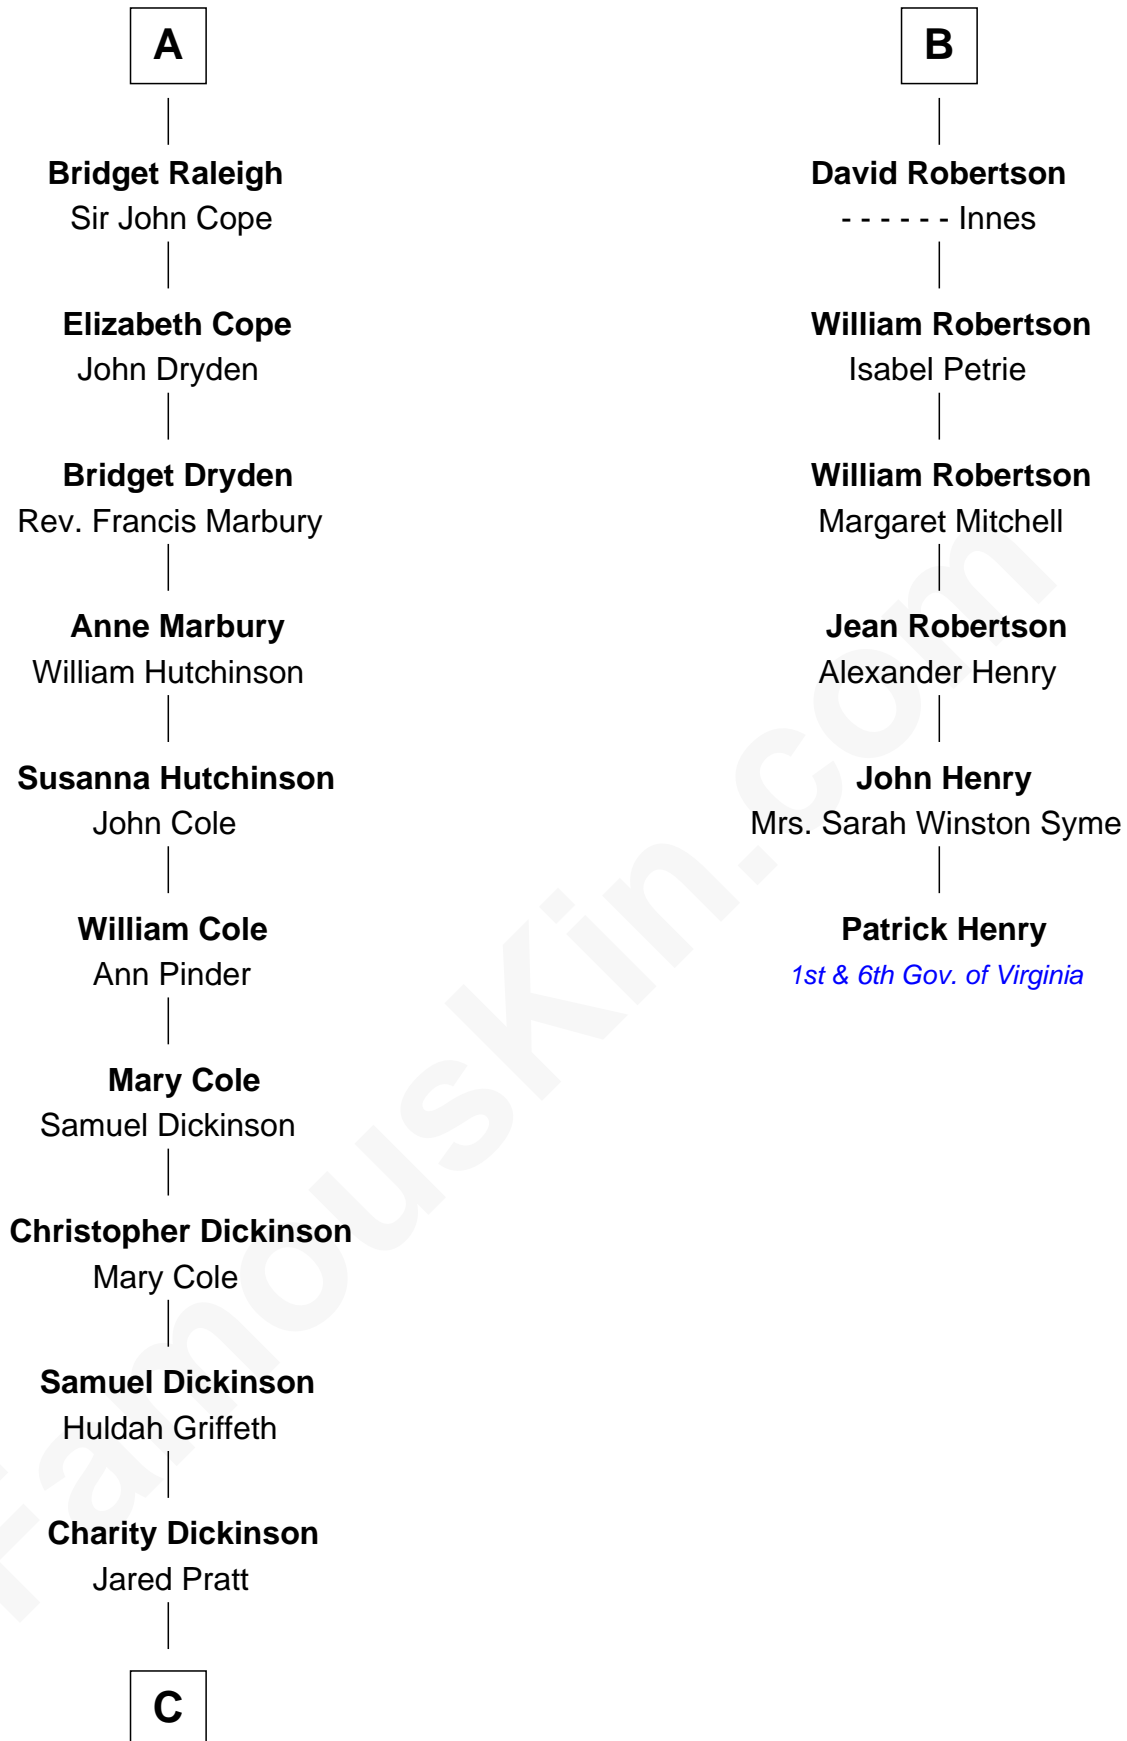 A
Bridget Raleigh
Sir John Cope
Elizabeth Cope
John Dryden
Bridget Dryden
Rev. Francis Marbury
Anne Marbury
William Hutchinson
Susanna Hutchinson
John Cole
William Cole
Ann Pinder
Mary Cole
Samuel Dickinson
Christopher Dickinson
Mary Cole
Samuel Dickinson
Huldah Griffeth
Charity Dickinson
Jared Pratt
C
B
David Robertson
- - - - - - Innes
William Robertson
Isabel Petrie
William Robertson
Margaret Mitchell
Jean Robertson
Alexander Henry
John Henry
Mrs. Sarah Winston Syme
Patrick Henry
1st & 6th Gov. of Virginia
FamousKin.com